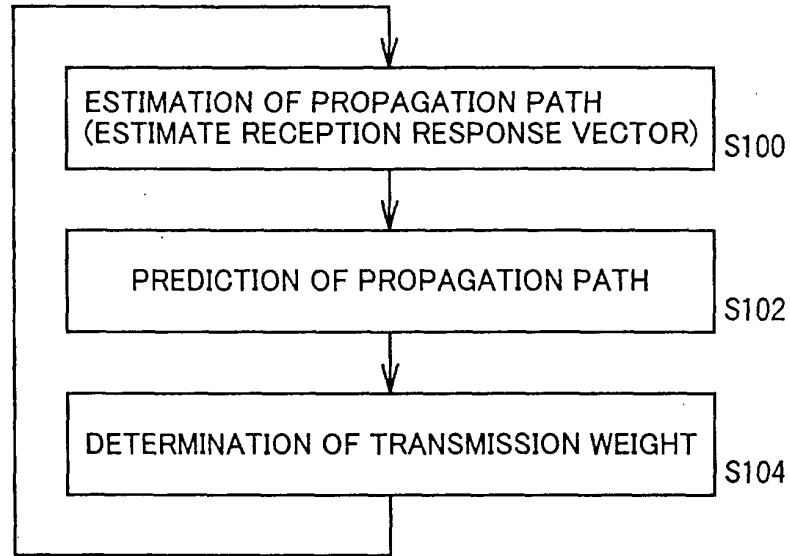 ESTIMATION OF PROPAGATION PATH
(ESTIMATE RECEPTION RESPONSE VECTOR)
S100
PREDICTION OF PROPAGATION PATH
S102
DETERMINATION OF TRANSMISSION WEIGHT
S104